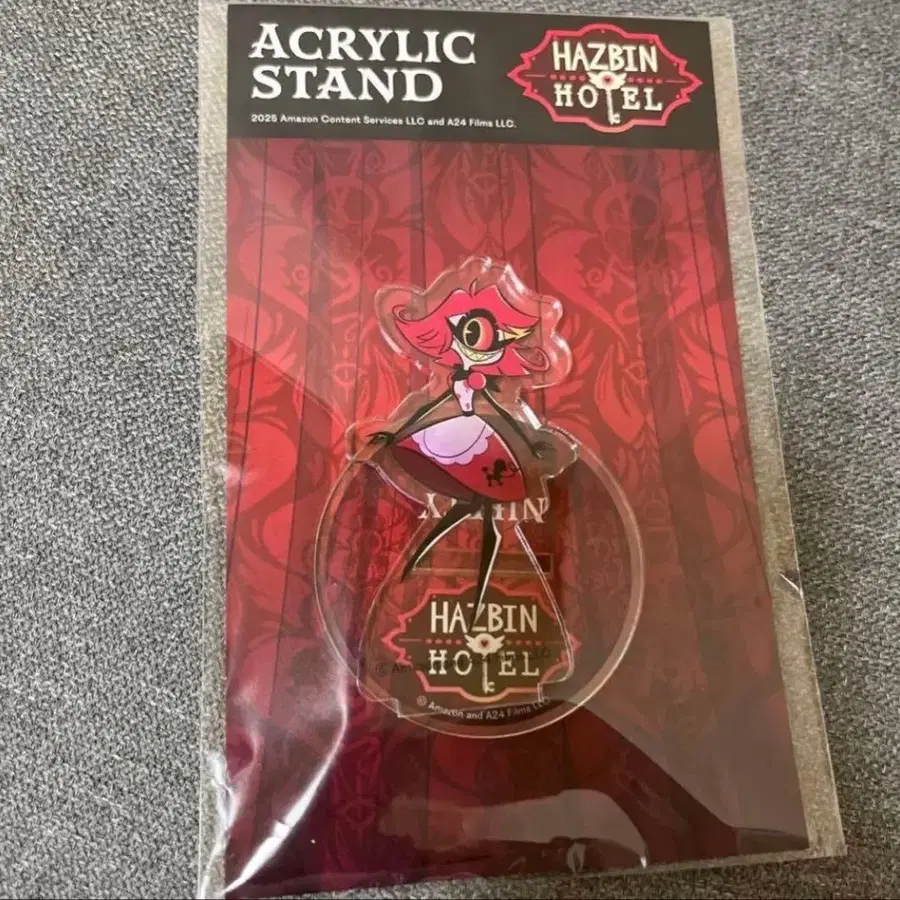 ACRYLIC
STAND
2025 Amazon Content Services LLC and A24 Films LLC.
HAZBIN
HOTEL
HAZBIN
HOTEL
© Amazon and A24 Films LLC